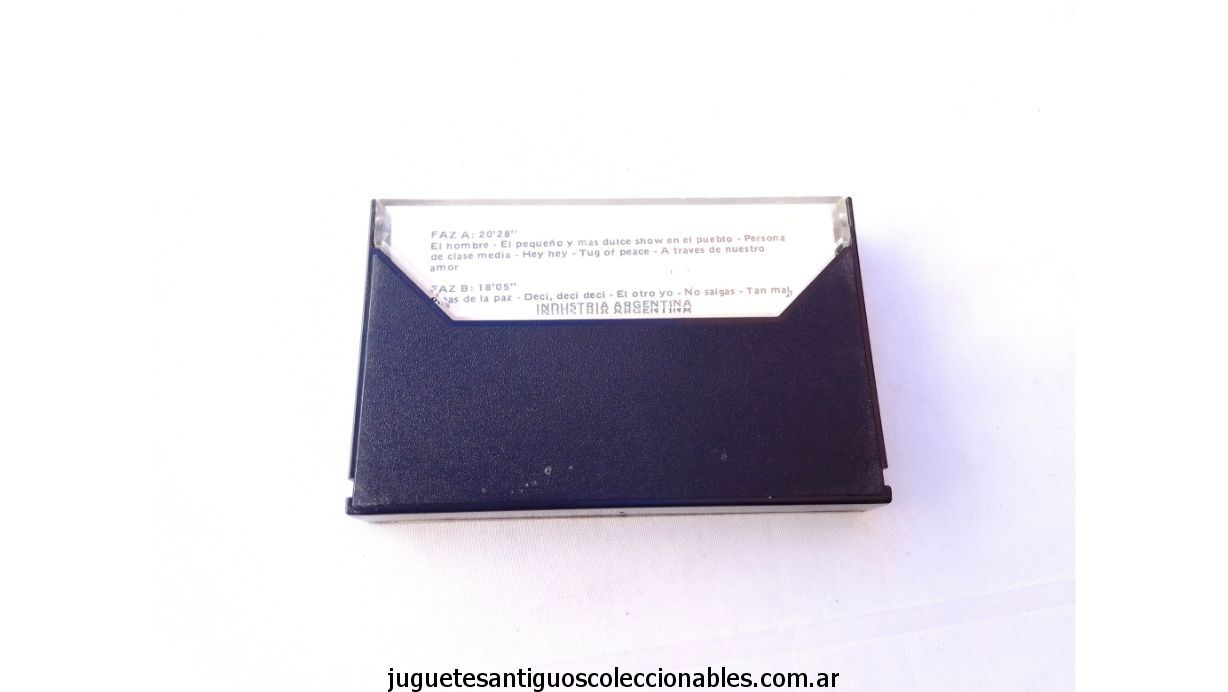 FAZ A: 20'28''
El hombre - El pequeño y mas dulce show en el pueblo - Persona
de clase media - Hey hey - Tug of peace - A traves de nuestro
amor
FAZ B: 18'05''
de la paz - Deci, deci deci - El otro yo - No salgas - Tan mal
INDUSTRIA ARGENTINA
juguetesantiguoscoleccionables.com.ar